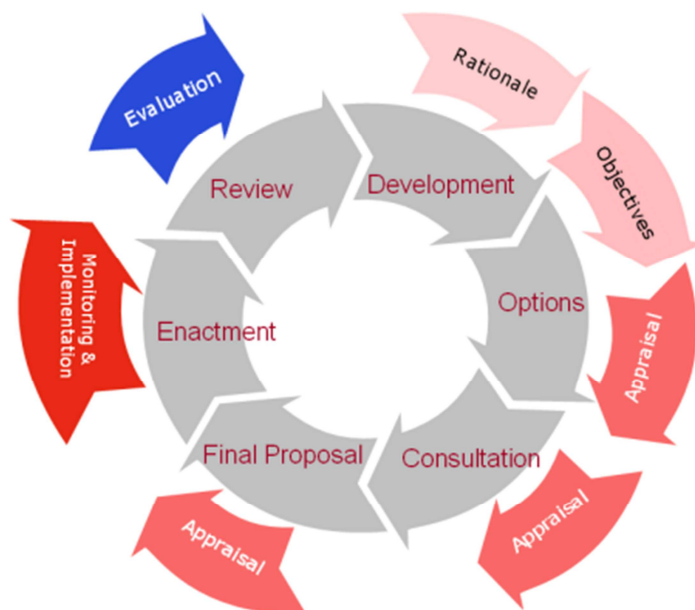 Rationale
Objectives
Appraisal
Appraisal
Appraisal
Monitoring &
Implementation
Evaluation
Development
Options
Consultation
Final Proposal
Enactment
Review